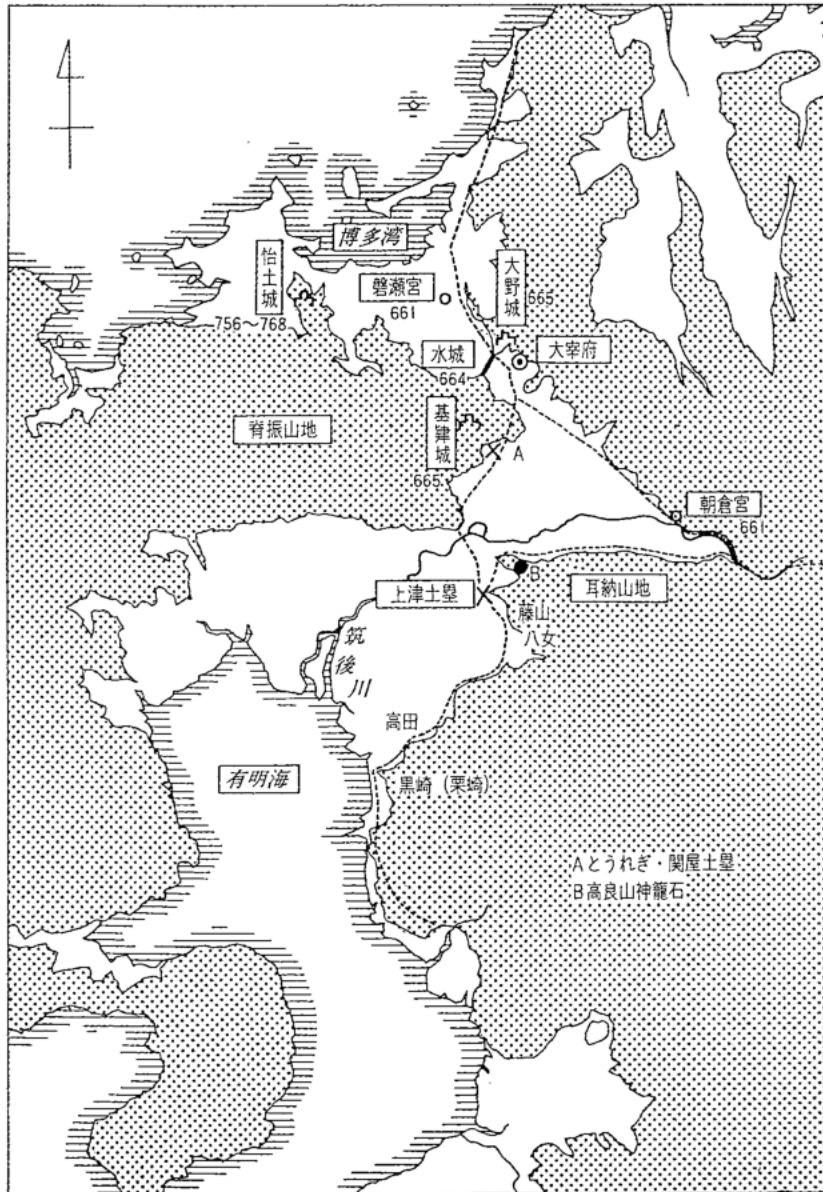 博多湾
怡土城
756～768
磐瀬宮
661
大野城
665
水城
664
大宰府
脊振山地
基肄城
665
A
朝倉宮
661
B
上津土塁
耳納山地
藤山
八女
筑後川
高田
有明海
黒崎（栗崎）
Aとうれぎ・関屋土塁
B高良山神籠石